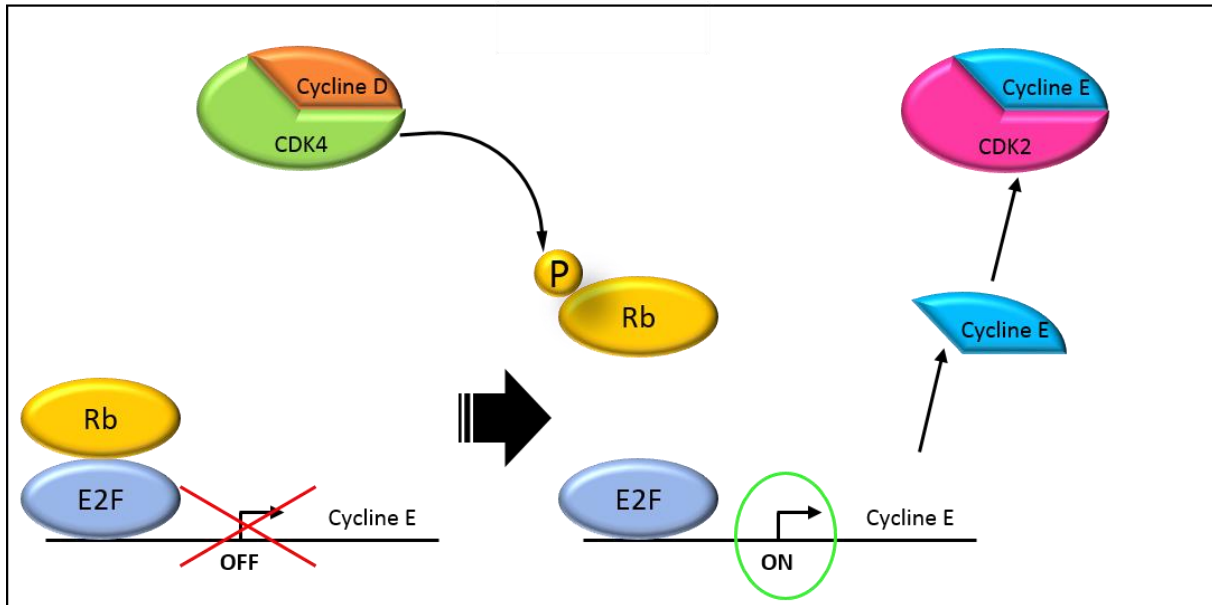 Cycline D
CDK4
Cycline E
CDK2
P
Rb
Cycline E
Rb
E2F
Cycline E
OFF
E2F
Cycline E
ON